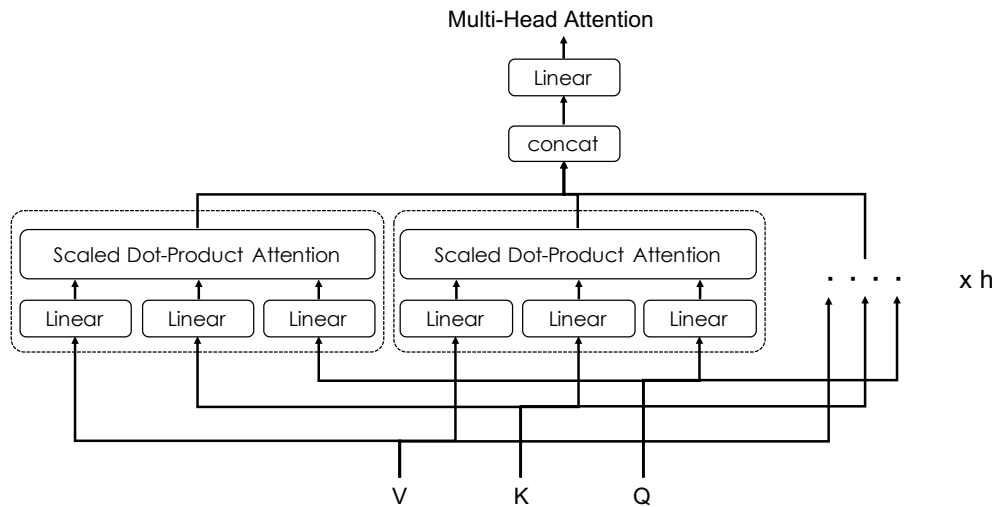 Multi-Head Attention
Linear
concat
Scaled Dot-Product Attention
Scaled Dot-Product Attention
. . . .
x h
Linear
Linear
Linear
Linear
Linear
Linear
V
K
Q